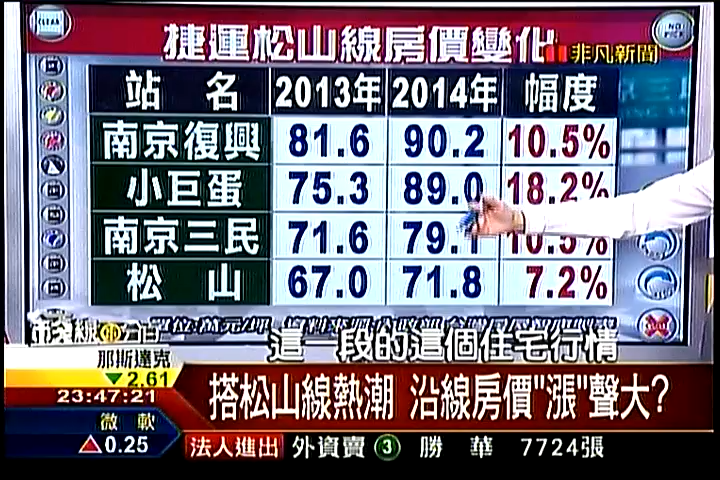 CLEAR
捷運松山線房價變化
非凡新聞
站 名 2013年 2014年 幅度
南京復興 81.6 90.2 10.5%
小巨蛋 75.3 89.0 18.2%
南京三民 71.6 79.1 10.5%
松 山 67.0 71.8 7.2%
這一段的這個住宅行情
那斯達克
▼2.61
搭松山線熱潮 沿線房價"漲"聲大?
23:47:21
微軟
▲0.25
法人進出 外資賣 ③ 勝 華 7724張